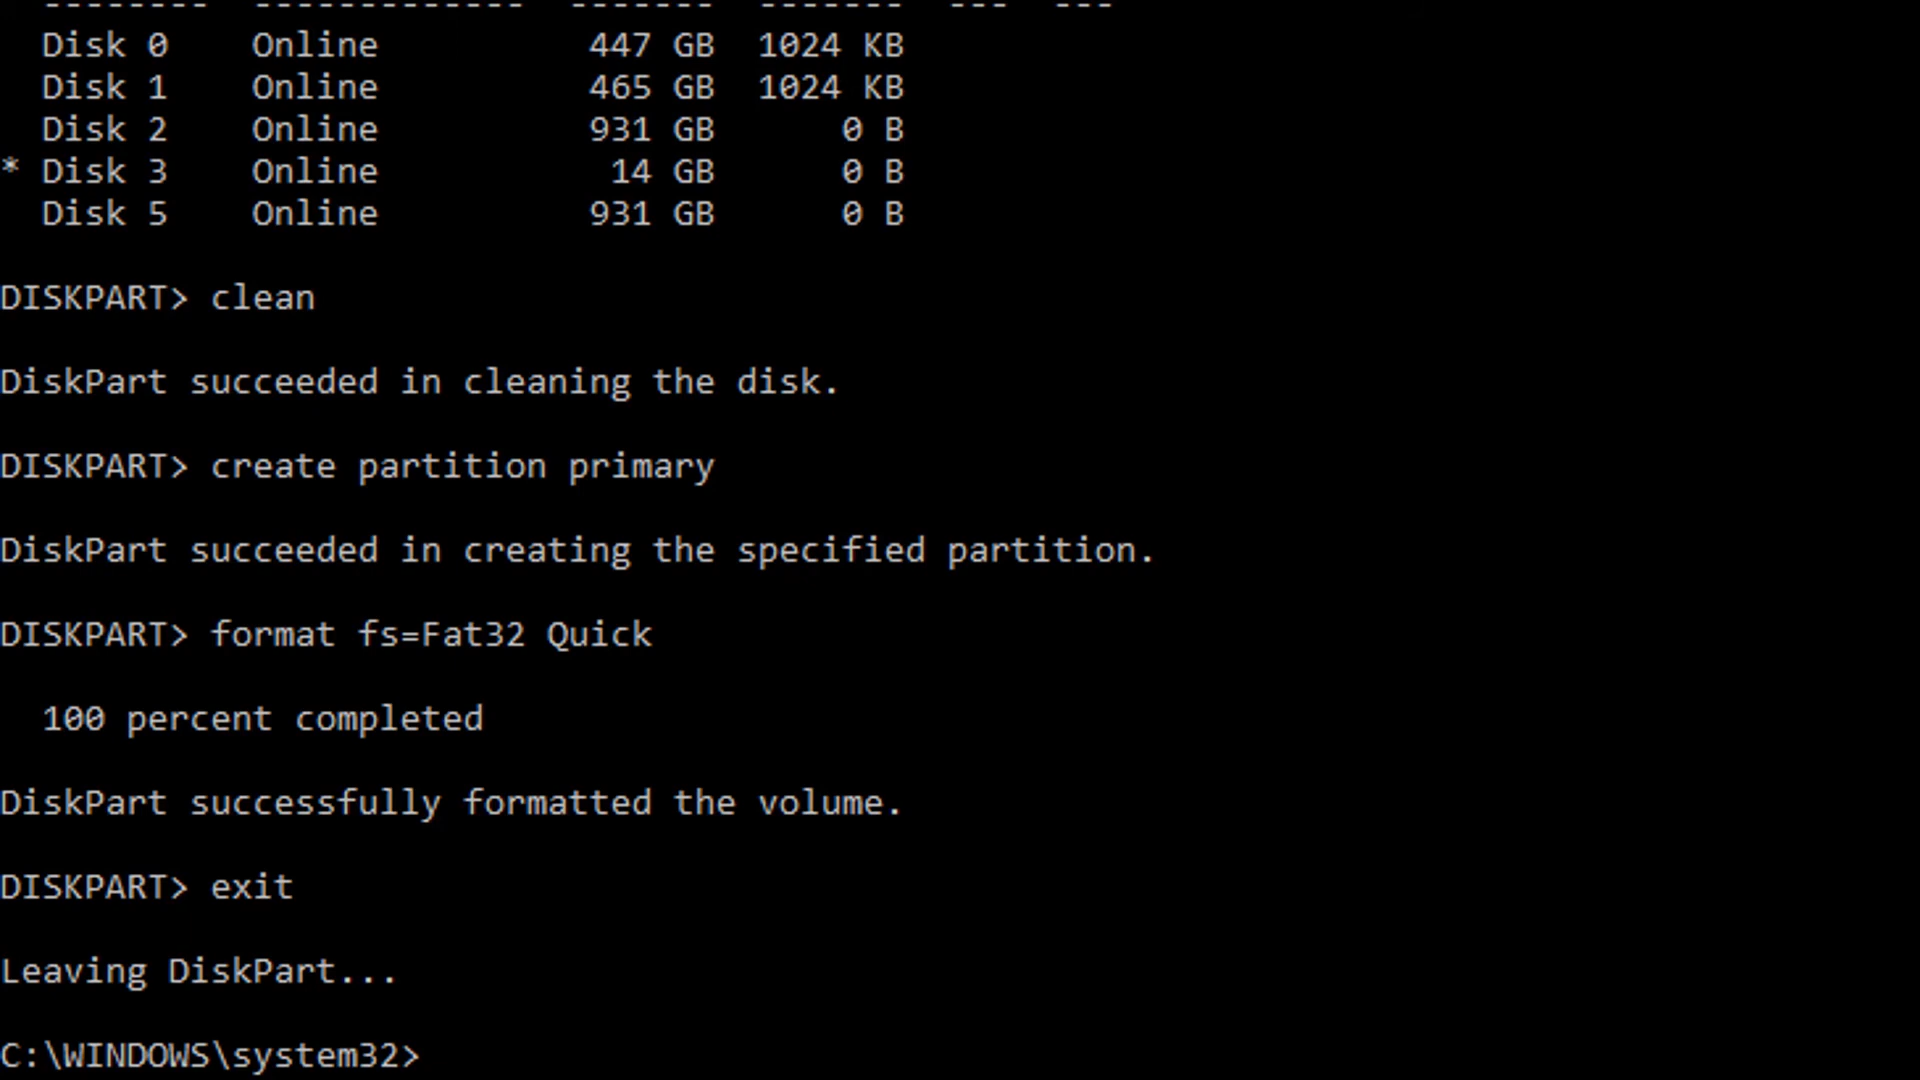 -------- ------------- ------- ------- --- ---
Disk 0 Online 447 GB 1024 KB
Disk 1 Online 465 GB 1024 KB
Disk 2 Online 931 GB 0 B
* Disk 3 Online 14 GB 0 B
Disk 5 Online 931 GB 0 B
DISKPART> clean
DiskPart succeeded in cleaning the disk.
DISKPART> create partition primary
DiskPart succeeded in creating the specified partition.
DISKPART> format fs=Fat32 Quick
100 percent completed
DiskPart successfully formatted the volume.
DISKPART> exit
Leaving DiskPart...
C:\WINDOWS\system32>